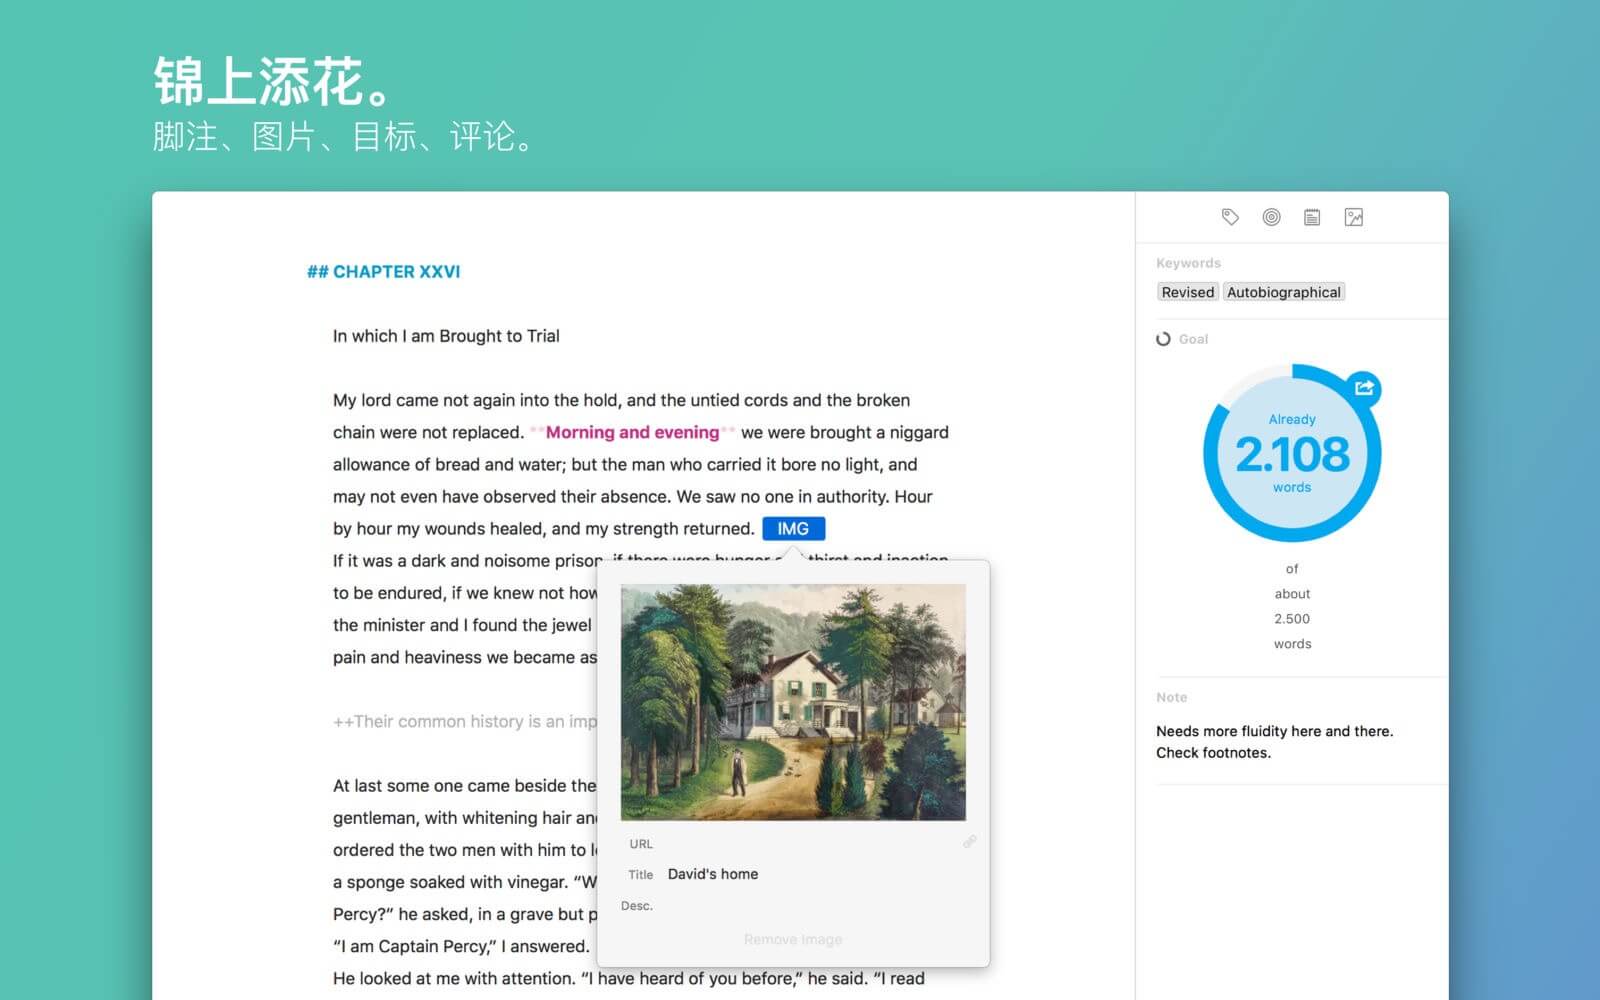 锦上添花。
脚注、图片、目标、评论。
## CHAPTER XXVI
In which I am Brought to Trial
My lord came not again into the hold, and the untied cords and the broken
chain were not replaced. **Morning and evening** we were brought a niggard
allowance of bread and water; but the man who carried it bore no light, and
may not even have observed their absence. We saw no one in authority. Hour
by hour my wounds healed, and my strength returned. IMG
If it was a dark and noisome prison, if there were hunger and thirst and inaction
to be endured, if we knew not how
the minister and I found the jewel
pain and heaviness we became as
++Their common history is an imp
At last some one came beside the
gentleman, with whitening hair an
ordered the two men with him to l
a sponge soaked with vinegar. “W
Percy?” he asked, in a grave but p
“I am Captain Percy,” I answered.
He looked at me with attention. “I have heard of you before,” he said. “I read
URL
Title David's home
Desc.
Remove Image
Keywords
Revised Autobiographical
Goal
Already
2.108
words
of
about
2.500
words
Note
Needs more fluidity here and there.
Check footnotes.